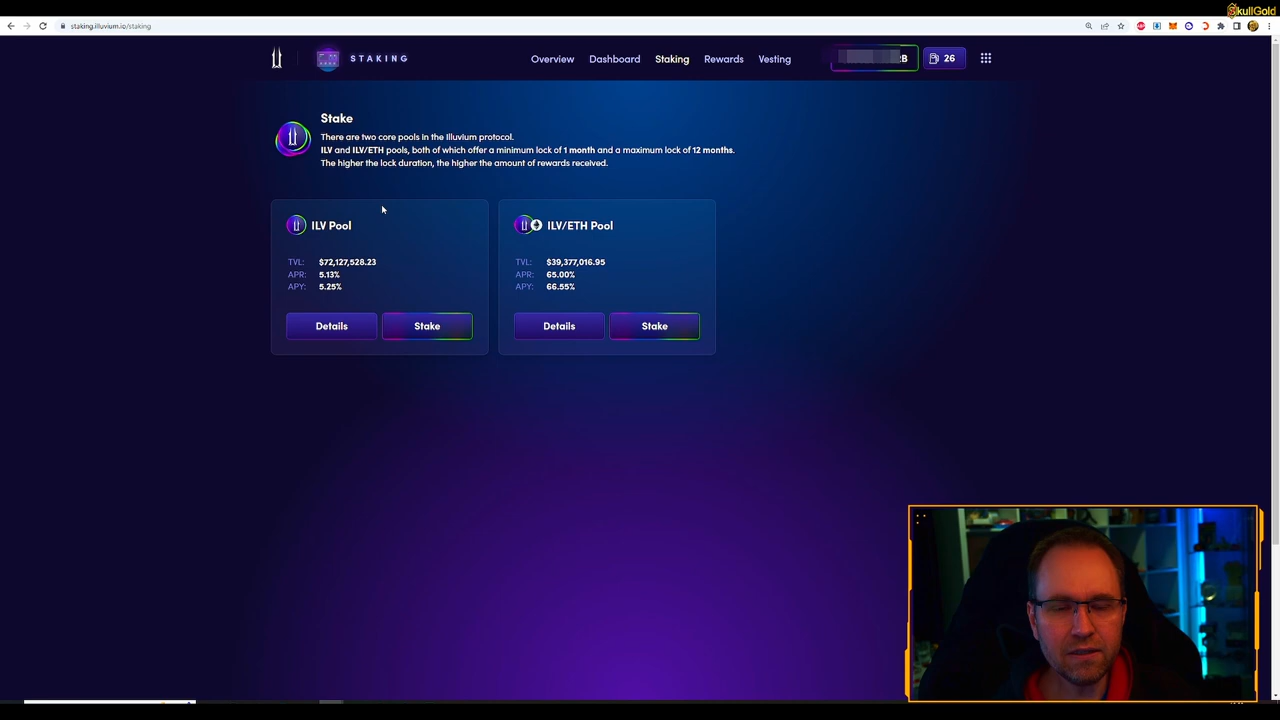 SkullGold
staking.illuvium.io/staking
STAKING
Overview Dashboard Staking Rewards Vesting
B
26
Stake
There are two core pools in the Illuvium protocol.
ILV and ILV/ETH pools, both of which offer a minimum lock of 1 month and a maximum lock of 12 months.
The higher the lock duration, the higher the amount of rewards received.
ILV Pool
TVL: $72,127,528.23
APR: 5.13%
APY: 5.25%
Details Stake
ILV/ETH Pool
TVL: $39,377,016.95
APR: 65.00%
APY: 66.55%
Details Stake